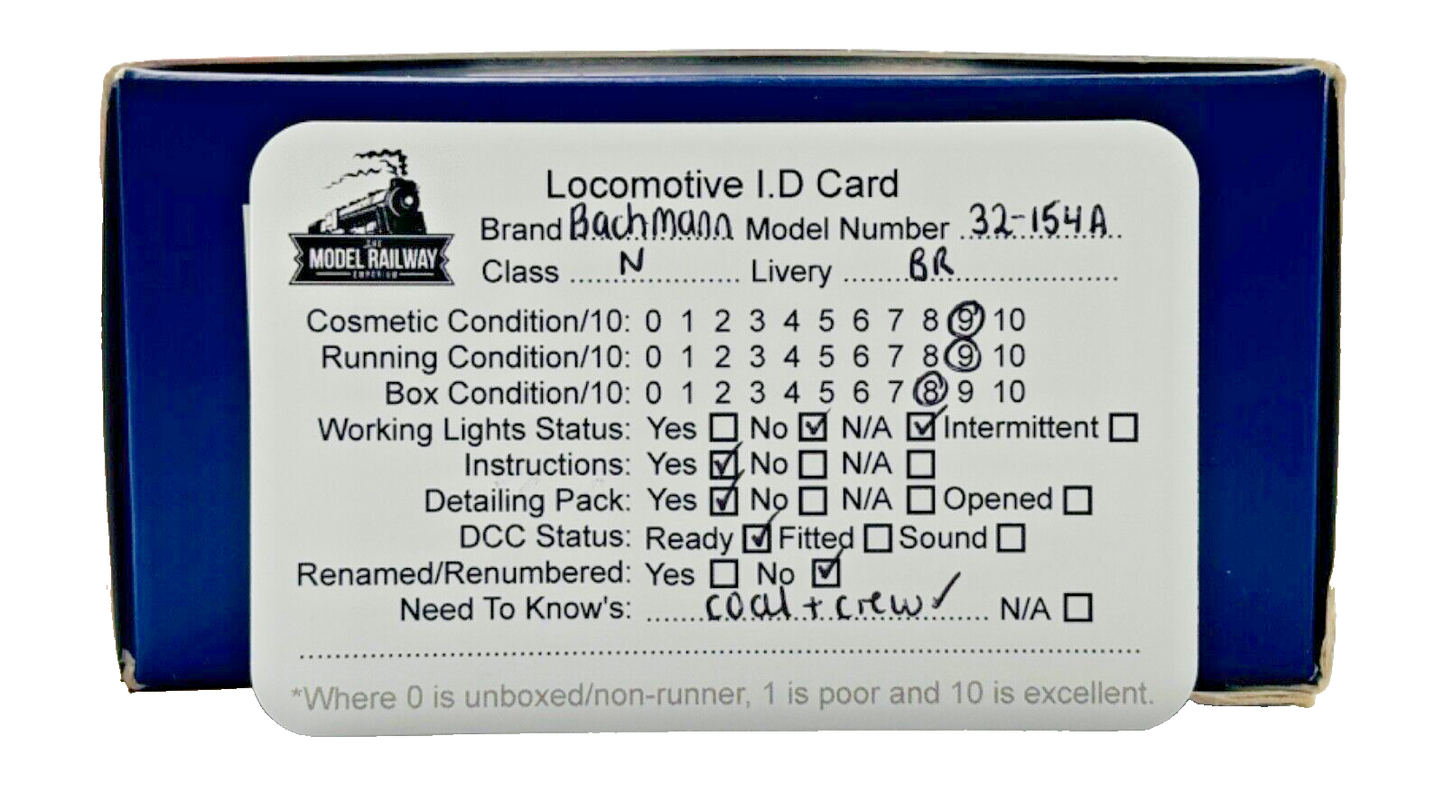 THE
MODEL RAILWAY
EMPORIUM
Locomotive I.D Card
Brand Bachmann Model Number 32-154A
Class N Livery BR
Cosmetic Condition/10: 0 1 2 3 4 5 6 7 8 9 10
Running Condition/10: 0 1 2 3 4 5 6 7 8 9 10
Box Condition/10: 0 1 2 3 4 5 6 7 8 9 10
Working Lights Status: Yes ☐ No ☑ N/A ☑ Intermittent ☐
Instructions: Yes ☑ No ☐ N/A ☐
Detailing Pack: Yes ☑ No ☐ N/A ☐ Opened ☐
DCC Status: Ready ☑ Fitted ☐ Sound ☐
Renamed/Renumbered: Yes ☐ No ☑
Need To Know's: coal + crew ✓ N/A ☐
*Where 0 is unboxed/non-runner, 1 is poor and 10 is excellent.